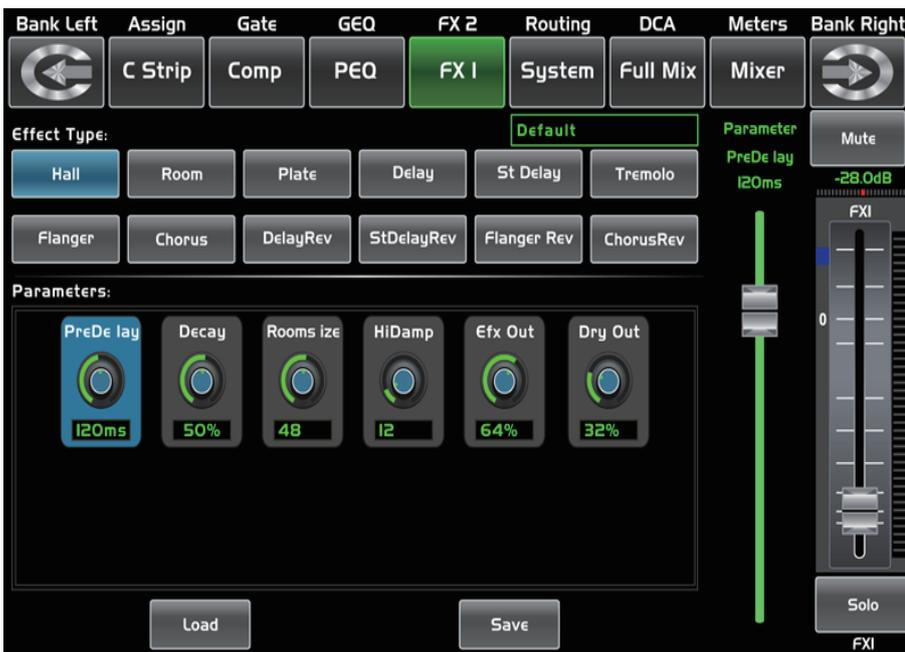 Bank Left Assign Gate GEQ FX 2 Routing DCA Meters Bank Right
C Strip Comp PEQ FX 1 System Full Mix Mixer
Effect Type: Default Parameter Mute
PreDe lay
Hall Room Plate Delay St Delay Tremolo 120ms -28.0dB
FX1
Flanger Chorus DelayRev StDelayRev Flanger Rev ChorusRev
Parameters:
0
PreDe lay Decay Rooms ize HiDamp Efx Out Dry Out
120ms 50% 48 12 64% 32%
Load Save Solo
FX1